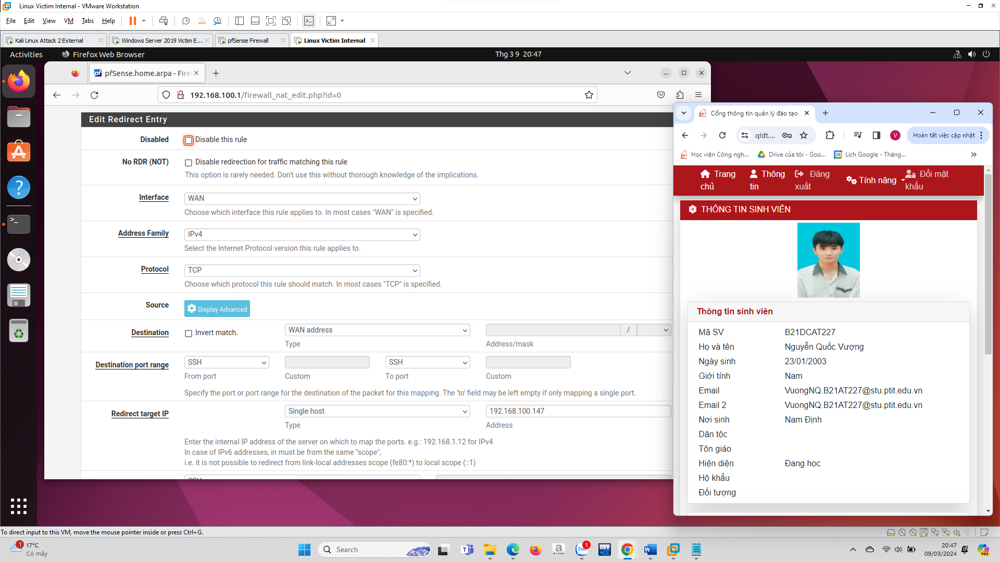 Linux Victim Internal - VMware Workstation
File Edit View VM Tabs Help
Kali Linux Attack 2 External
Windows Server 2019 Victim E...
pfSense Firewall
Linux Victim Internal
Activities
Firefox Web Browser
Thg 3 9 20:47
pfSense.home.arpa - Fire
192.168.100.1/firewall_nat_edit.php?id=0
Edit Redirect Entry
Disabled
Disable this rule
No RDR (NOT)
Disable redirection for traffic matching this rule
This option is rarely needed. Don't use this without thorough knowledge of the implications.
Interface
WAN
Choose which interface this rule applies to. In most cases "WAN" is specified.
Address Family
IPv4
Select the Internet Protocol version this rule applies to.
Protocol
TCP
Choose which protocol this rule should match. In most cases "TCP" is specified.
Source
Display Advanced
Destination
Invert match.
WAN address
/
Type
Address/mask
Destination port range
SSH
SSH
From port
Custom
To port
Custom
Specify the port or port range for the destination of the packet for this mapping. The 'to' field may be left empty if only mapping a single port.
Redirect target IP
Single host
192.168.100.147
Type
Address
Enter the internal IP address of the server on which to map the ports. e.g.: 192.168.1.12 for IPv4
In case of IPv6 addresses, in must be from the same "scope",
i.e. it is not possible to redirect from link-local addresses scope (fe80:*) to local scope (::1)
Cổng thông tin quản lý đào tạo
qldt....
V
Hoàn tất việc cập nhật
Học viện Công ngh...
Drive của tôi - Goo...
28
Lịch Google - Tháng...
Trang chủ
Thông tin
Đăng xuất
Tính năng
Đổi mật khẩu
THÔNG TIN SINH VIÊN
Thông tin sinh viên
Mã SV B21DCAT227
Họ và tên Nguyễn Quốc Vượng
Ngày sinh 23/01/2003
Giới tính Nam
Email VuongNQ.B21AT227@stu.ptit.edu.vn
Email 2 VuongNQ.B21AT227@stu.ptit.edu.vn
Nơi sinh Nam Định
Dân tộc
Tôn giáo
Hiện diện Đang học
Hộ khẩu
Đối tượng
To direct input to this VM, move the mouse pointer inside or press Ctrl+G.
1
17°C
Có mây
Search
Zalo
5
DEV
20:47
09/03/2024
PRE